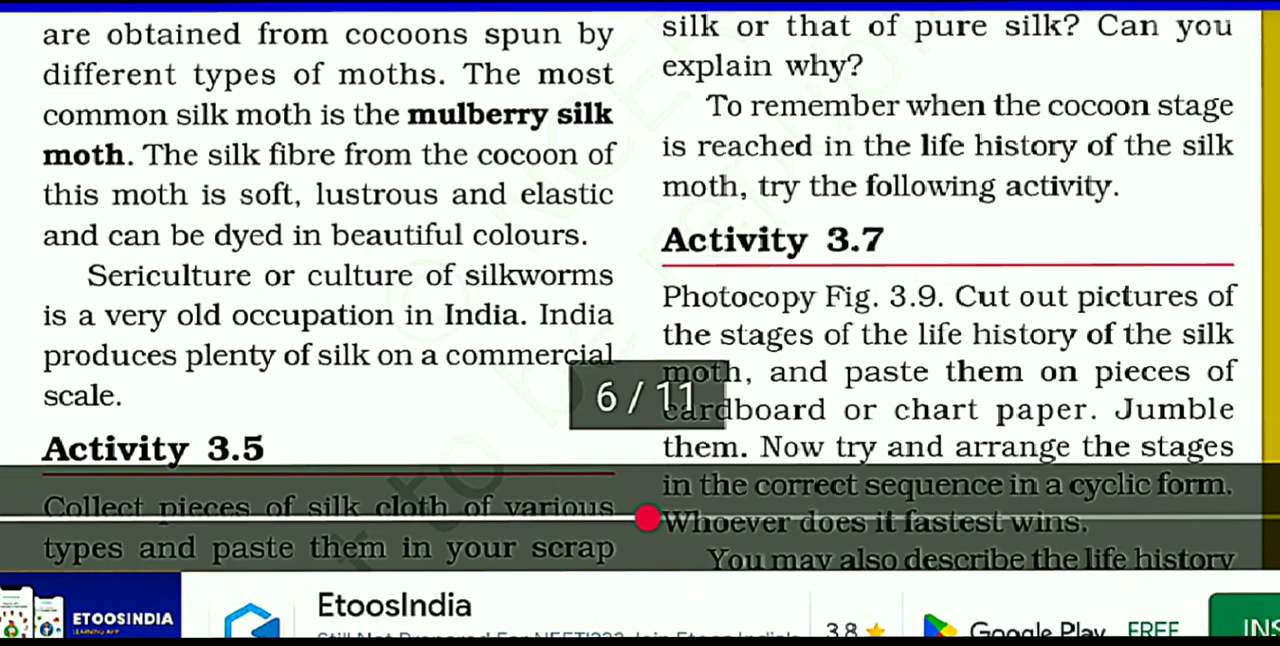 are obtained from cocoons spun by
different types of moths. The most
common silk moth is the mulberry silk
moth. The silk fibre from the cocoon of
this moth is soft, lustrous and elastic
and can be dyed in beautiful colours.
Sericulture or culture of silkworms
is a very old occupation in India. India
produces plenty of silk on a commercial
scale.
Activity 3.5
Collect pieces of silk cloth of various
types and paste them in your scrap
silk or that of pure silk? Can you
explain why?
To remember when the cocoon stage
is reached in the life history of the silk
moth, try the following activity.
Activity 3.7
Photocopy Fig. 3.9. Cut out pictures of
the stages of the life history of the silk
moth, and paste them on pieces of
cardboard or chart paper. Jumble
them. Now try and arrange the stages
in the correct sequence in a cyclic form.
Whoever does it fastest wins.
You may also describe the life history
6 / 11
ETOOSINDIA
LEARNING APP
EtoosIndia
3.8
Google Play
FREE
INS